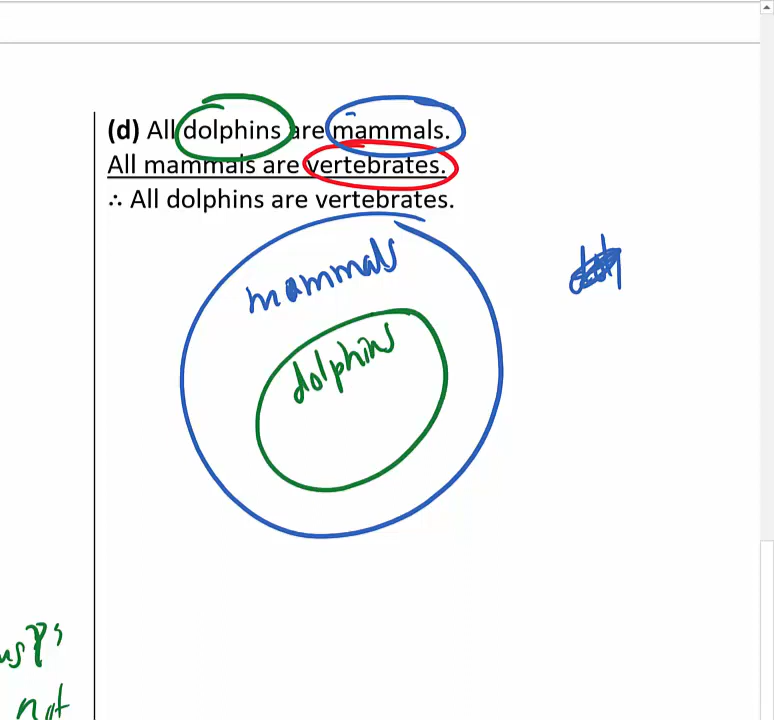 (d) All dolphins are mammals.
All mammals are vertebrates.
∴ All dolphins are vertebrates.
mammals
dolphins
not